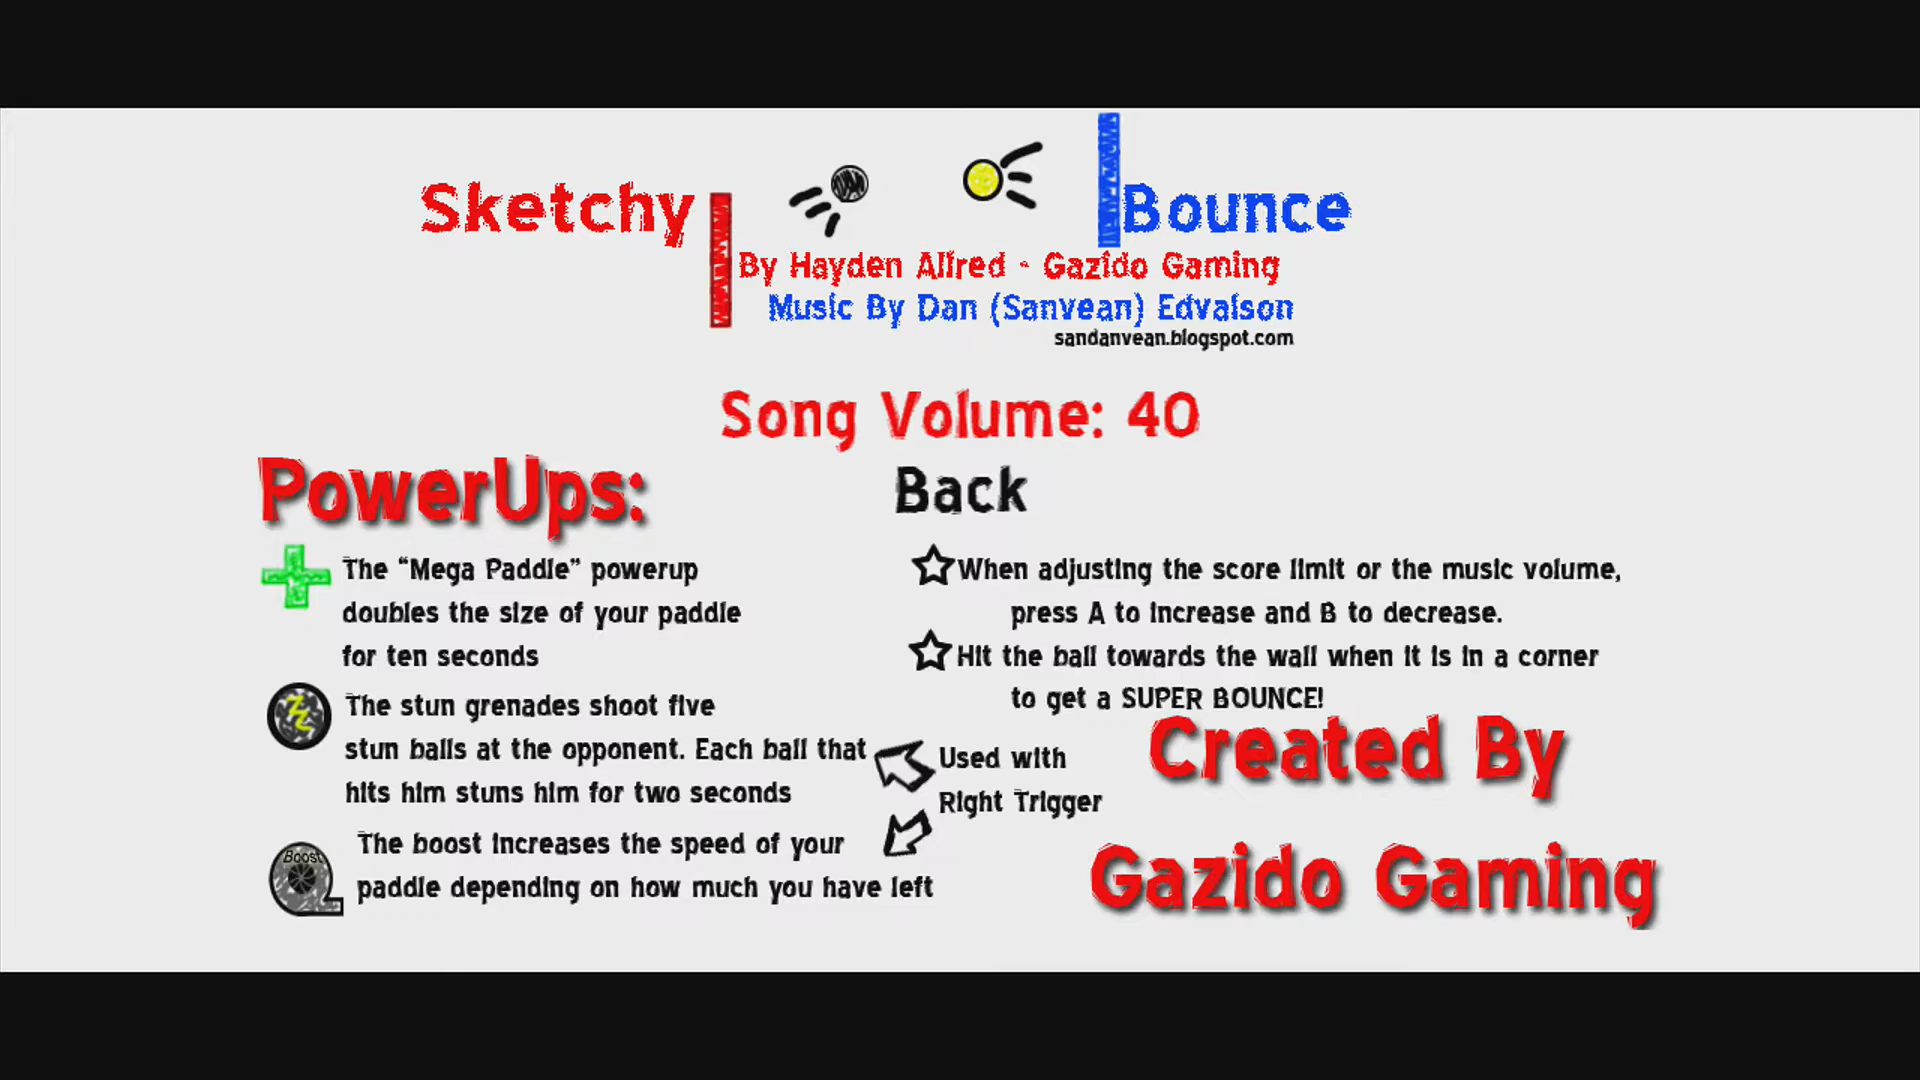 Sketchy Bounce
By Hayden Allred - Gazido Gaming
Music By Dan (Sanvean) Edvalson
sandanvean.blogspot.com
Song Volume: 40
Back
PowerUps:
The “Mega Paddle” powerup
doubles the size of your paddle
for ten seconds
The stun grenades shoot five
stun balls at the opponent. Each ball that
hits him stuns him for two seconds
Boost
The boost increases the speed of your
paddle depending on how much you have left
Used with
Right Trigger
When adjusting the score limit or the music volume,
press A to increase and B to decrease.
Hit the ball towards the wall when it is in a corner
to get a SUPER BOUNCE!
Created By
Gazido Gaming